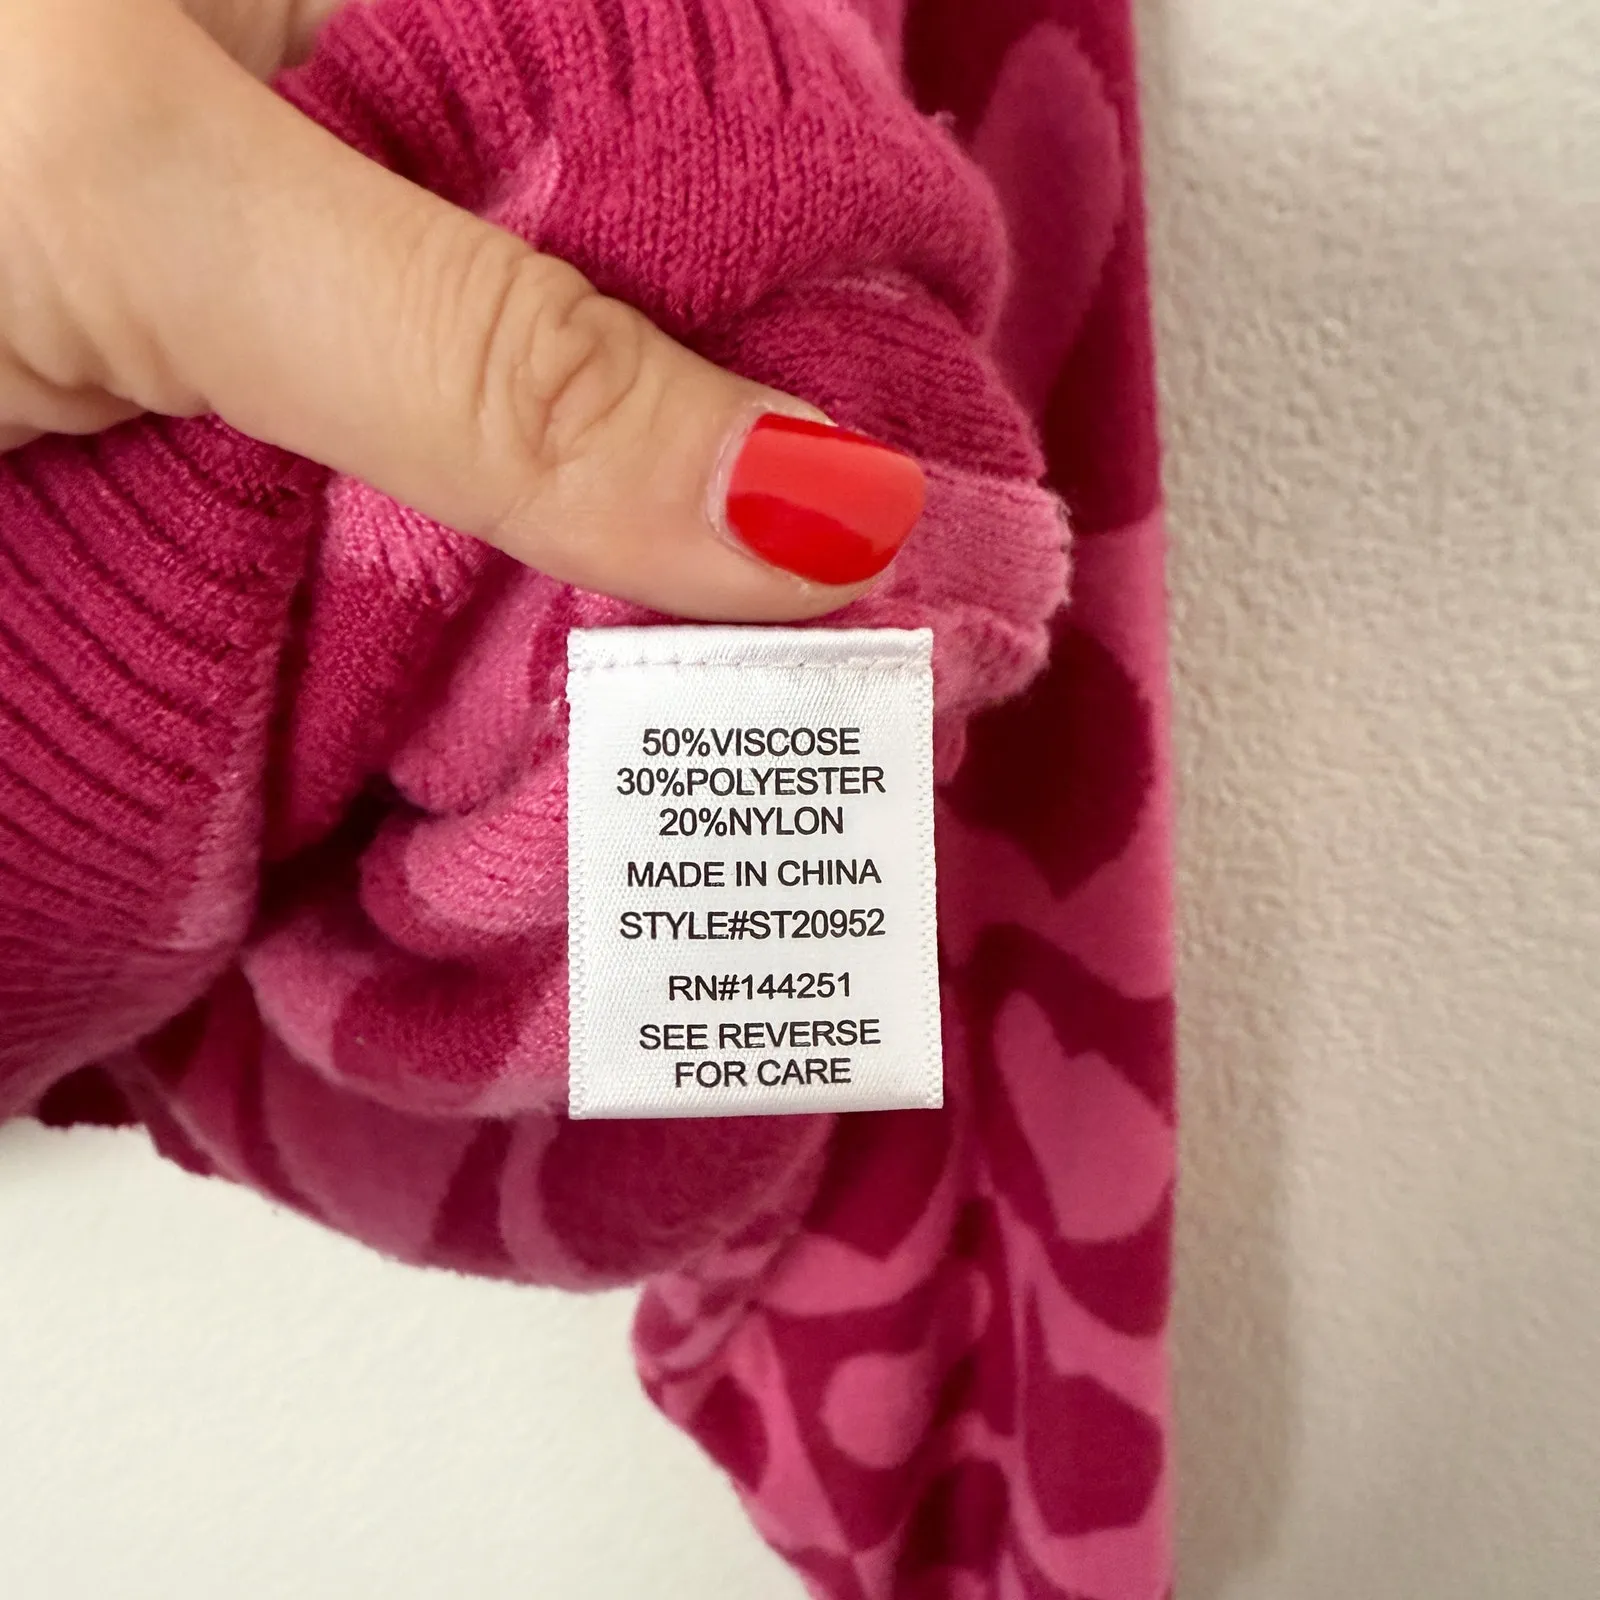 50%VISCOSE
30%POLYESTER
20%NYLON
MADE IN CHINA
STYLE#ST20952
RN#144251
SEE REVERSE
FOR CARE